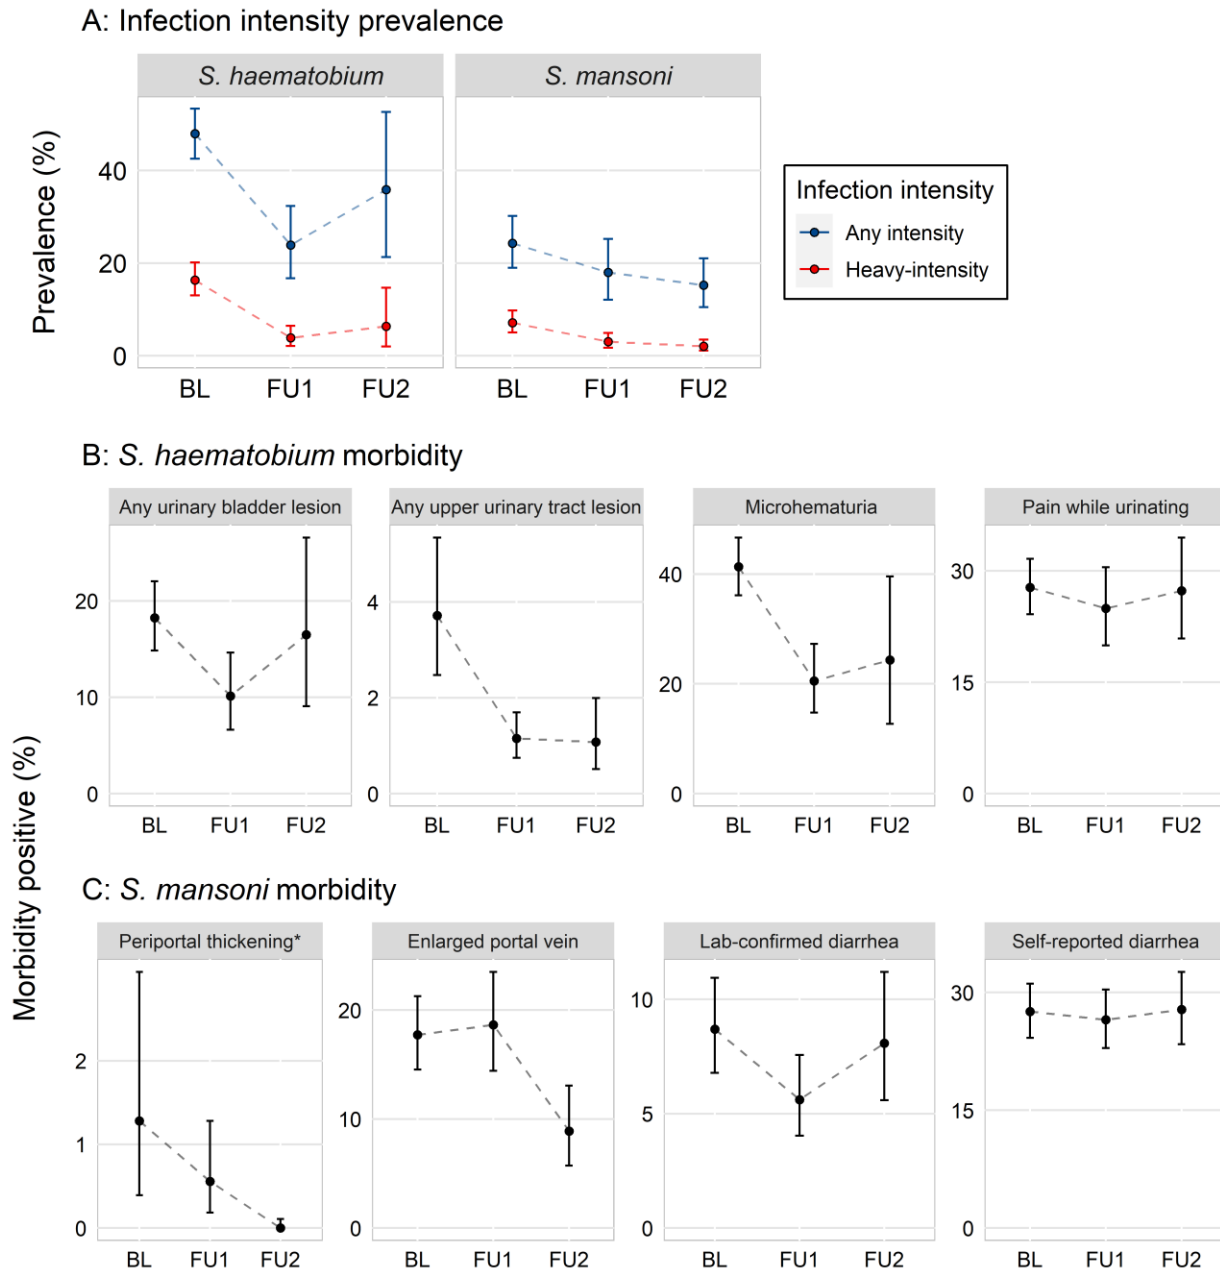 A: Infection intensity prevalence
S. haematobium
S. mansoni
Prevalence (%)
40
20
0
BL FU1 FU2
BL FU1 FU2
Infection intensity
Any intensity
Heavy-intensity
B: S. haematobium morbidity
Morbidity positive (%)
Any urinary bladder lesion
20
10
0
BL FU1 FU2
Any upper urinary tract lesion
4
2
0
BL FU1 FU2
Microhematuria
40
20
0
BL FU1 FU2
Pain while urinating
30
15
0
BL FU1 FU2
C: S. mansoni morbidity
Periportal thickening*
2
1
0
BL FU1 FU2
Enlarged portal vein
20
10
0
BL FU1 FU2
Lab-confirmed diarrhea
10
5
0
BL FU1 FU2
Self-reported diarrhea
30
15
0
BL FU1 FU2